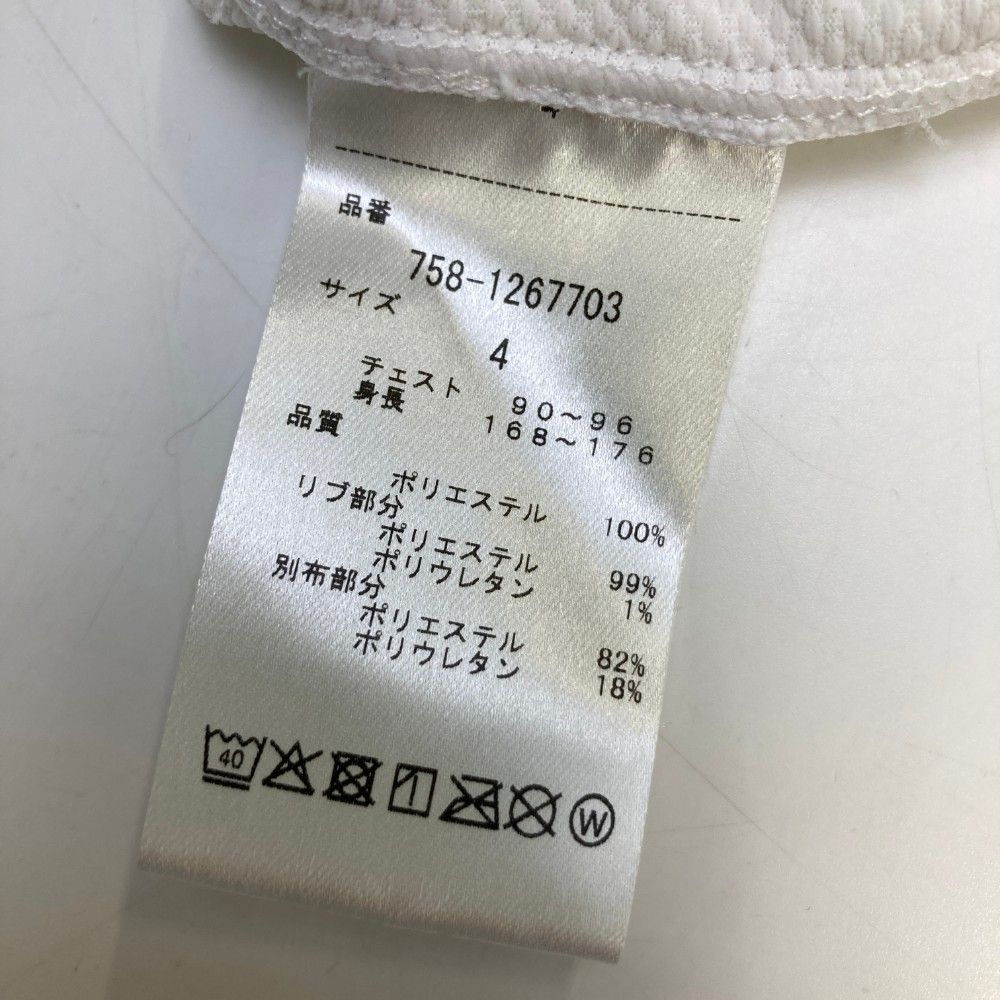 品番
758-1267703
サイズ
4
チェスト 90～96
身長 168～176
品質
ポリエステル 100%
リブ部分
ポリエステル 99%
ポリウレタン 1%
別布部分
ポリエステル 82%
ポリウレタン 18%
40 W